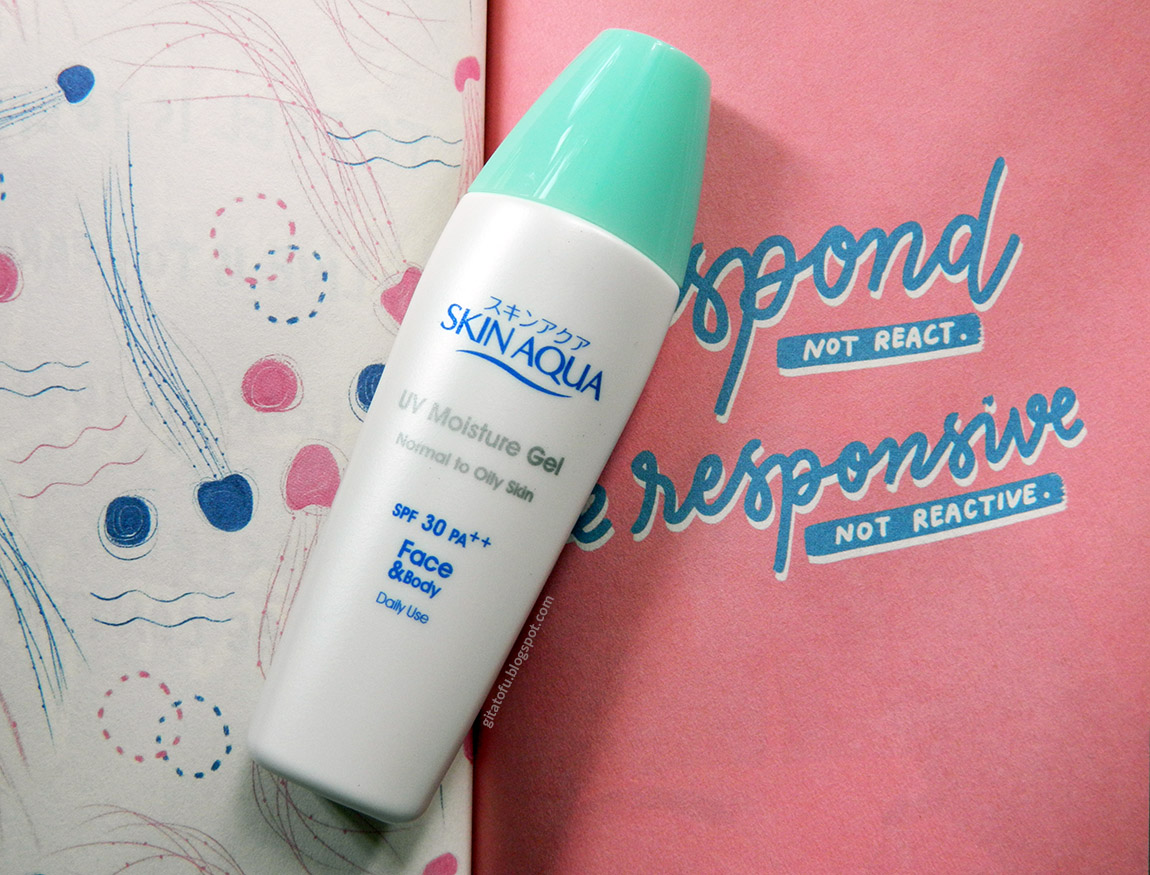 スキンアクア
SKIN AQUA
UV Moisture Gel
Normal to Oily Skin
SPF 30 PA++
Face
&Body
Daily Use
gitatofu.blogspot.com
spond
NOT REACT.
e responsive
NOT REACTIVE.